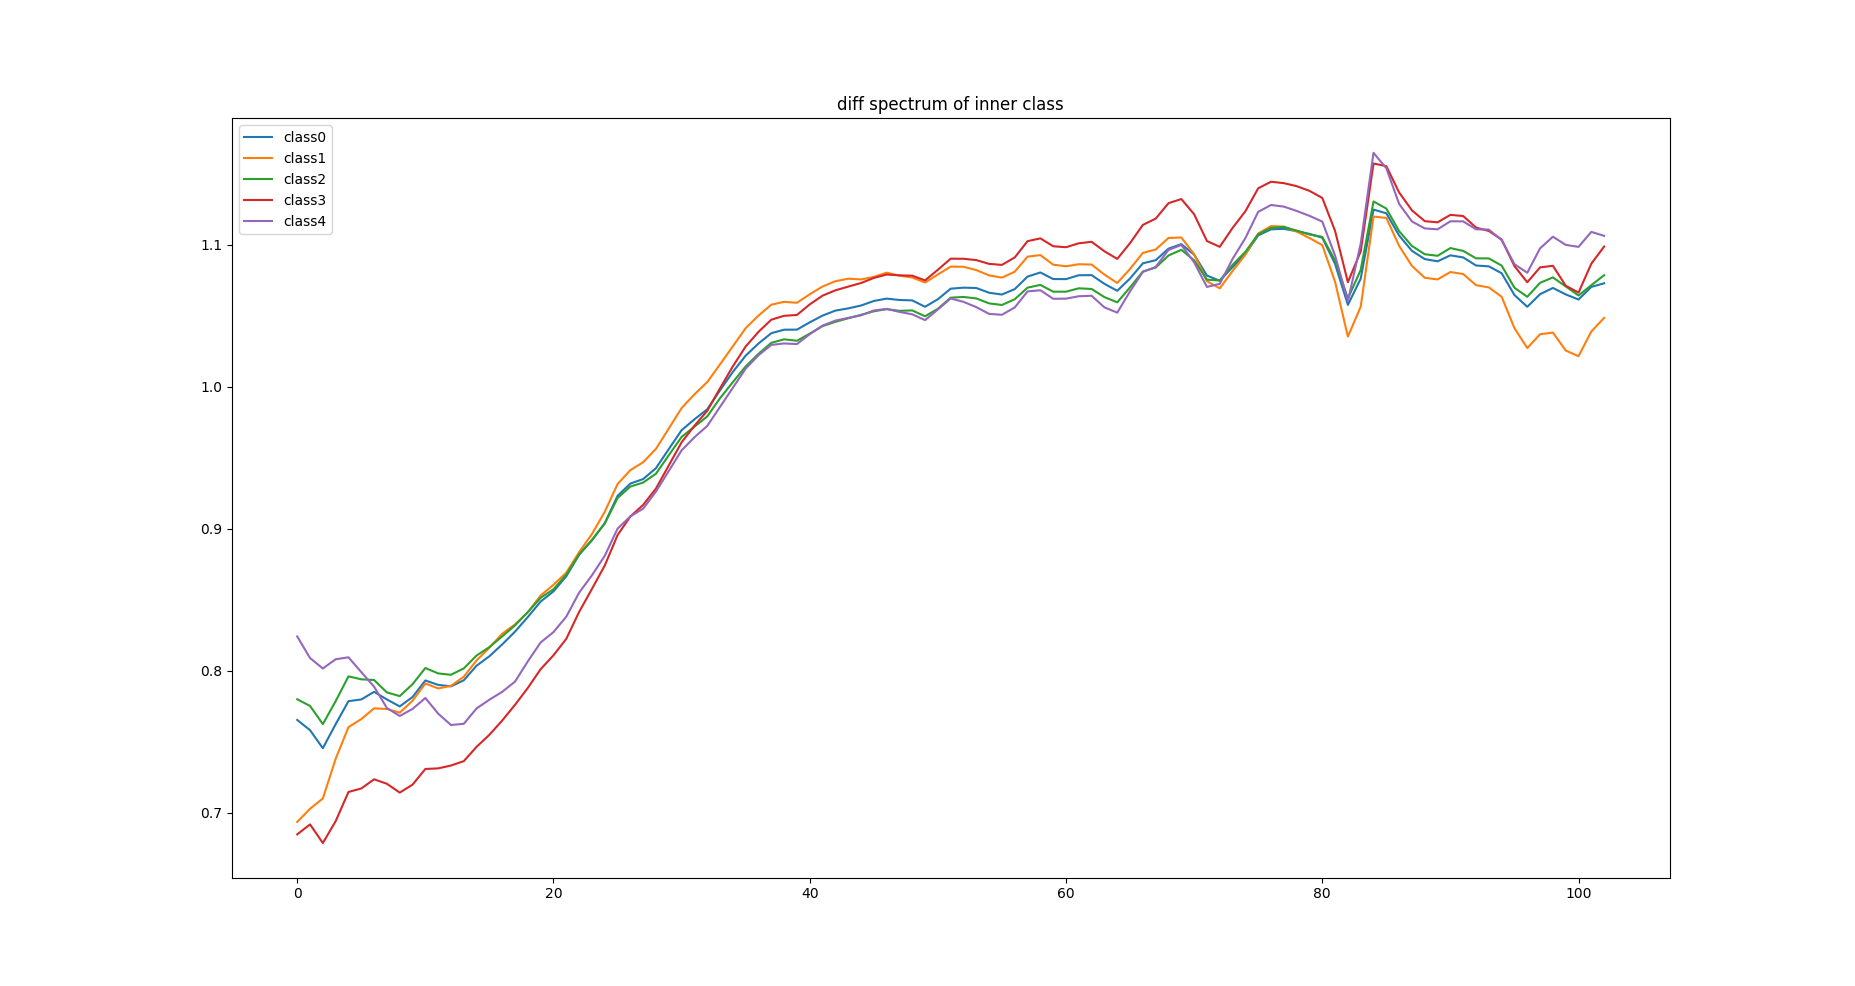 diff spectrum of inner class
class0
class1
class2
class3
class4
1.1
1.0
0.9
0.8
0.7
0 20 40 60 80 100